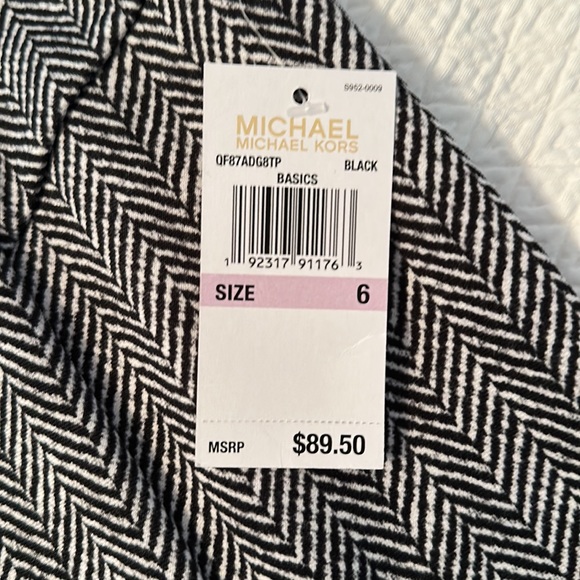 S952-0009
MICHAEL
MICHAEL KORS
QF87ADG8TP BLACK
BASICS
1 92317 91176 3
SIZE 6
MSRP $89.50